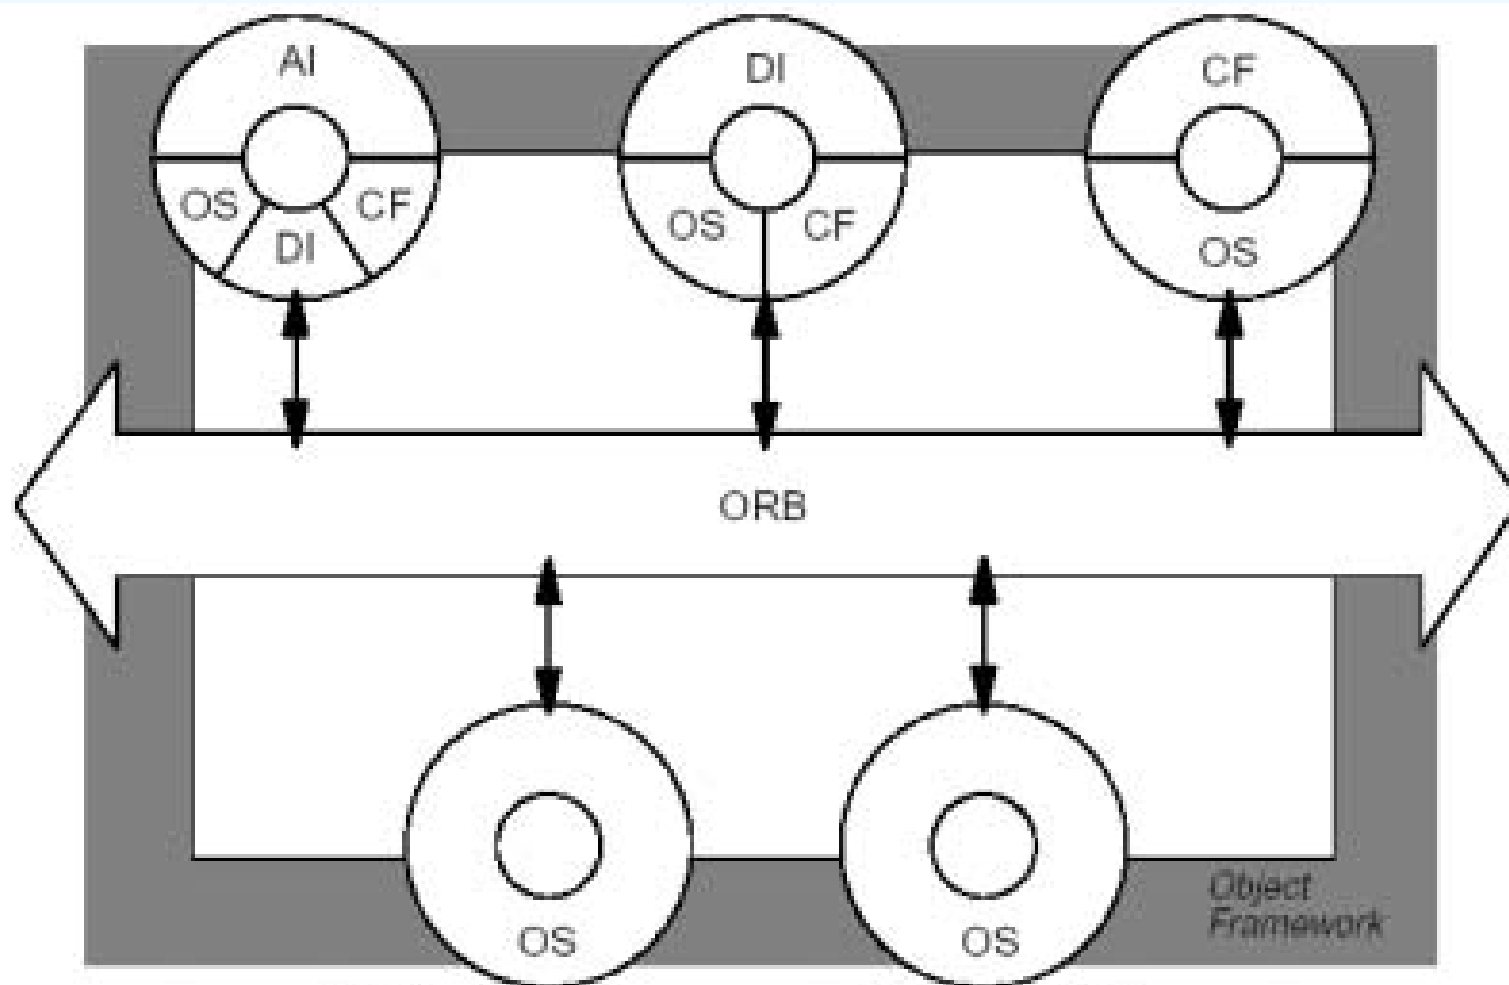 AI
OS
DI
CF
DI
OS
CF
CF
OS
ORB
OS
OS
Object
Framework